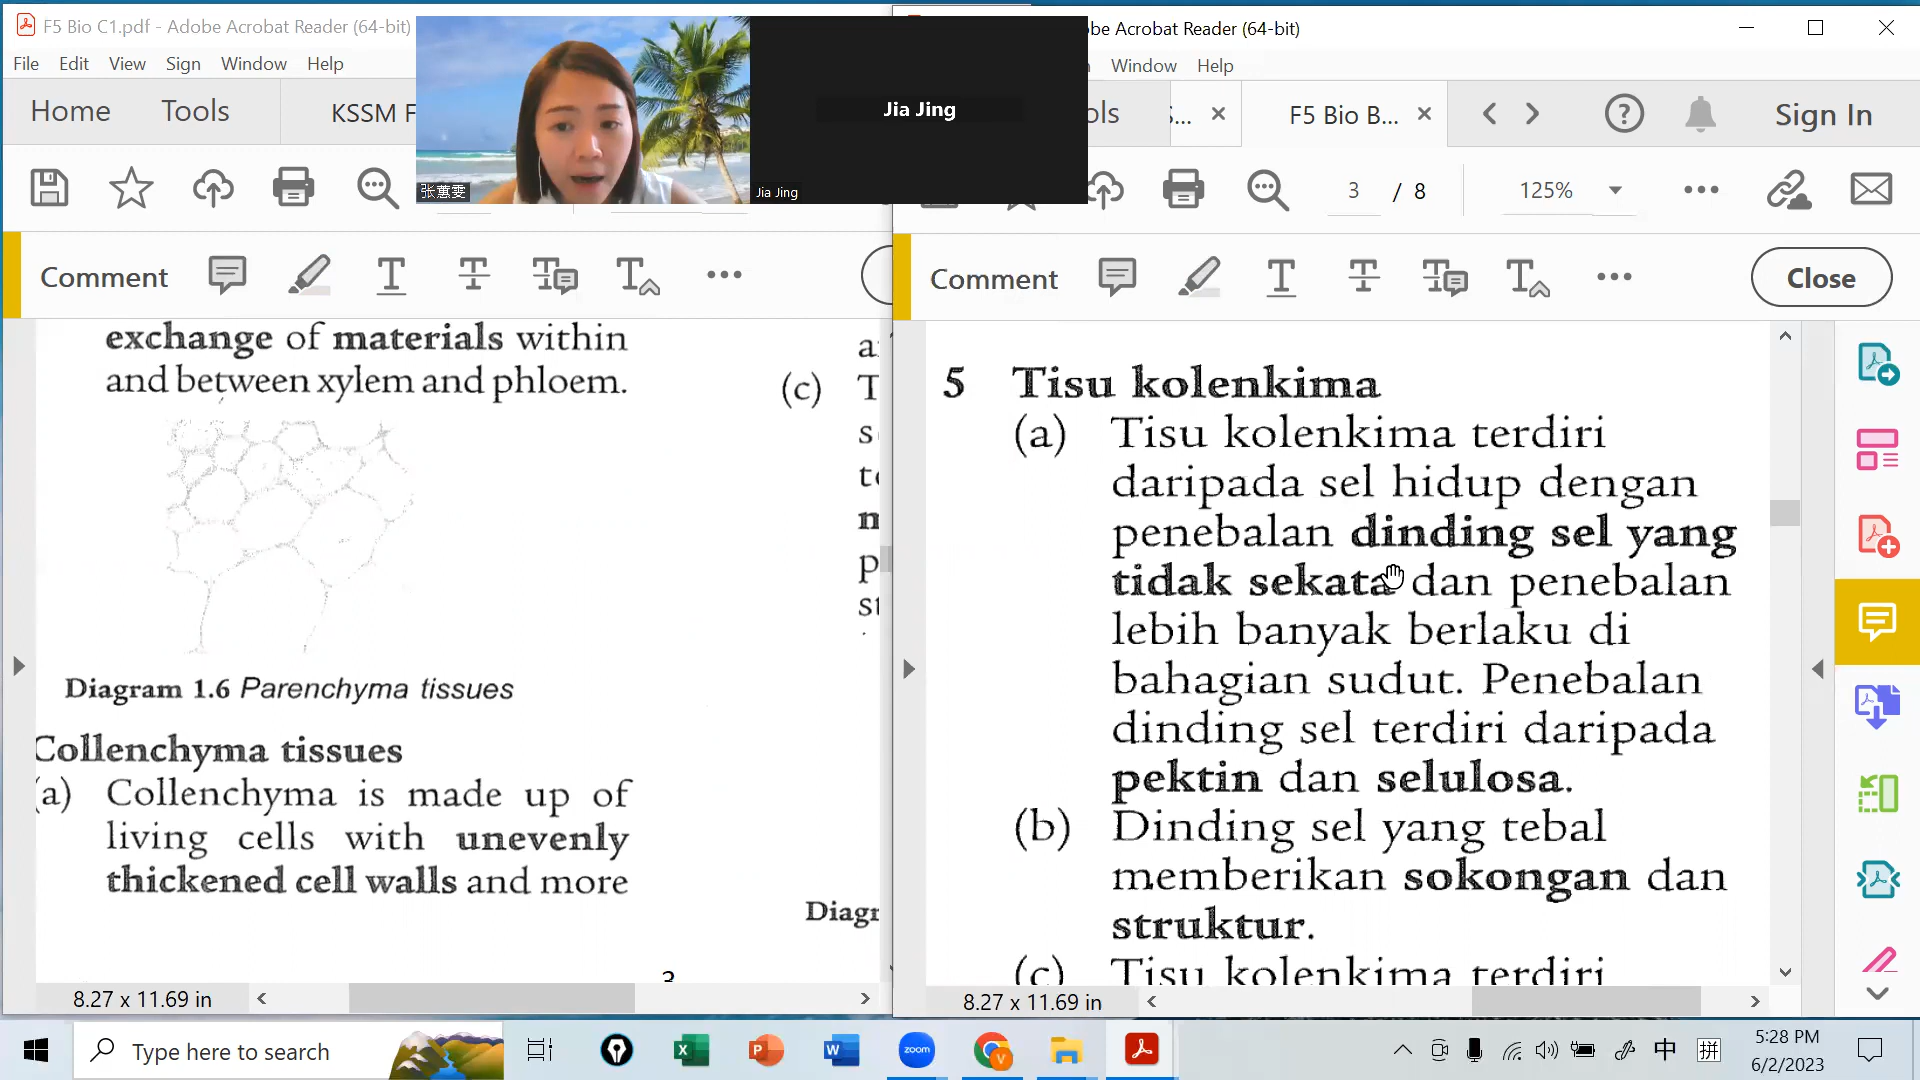 F5 Bio C1.pdf - Adobe Acrobat Reader (64-bit)
File Edit View Sign Window Help
Home Tools KSSM F
张蕙雯
Jia Jing
Jia Jing
be Acrobat Reader (64-bit)
Window Help
ols
S...
F5 Bio B...
Sign In
3 / 8
125%
Comment
exchange of materials within
and between xylem and phloem.
Diagram 1.6 Parenchyma tissues
Collenchyma tissues
(a) Collenchyma is made up of
living cells with unevenly
thickened cell walls and more
3
(c) T
Diagr
8.27 x 11.69 in
Comment
Close
5 Tisu kolenkima
(a) Tisu kolenkima terdiri
daripada sel hidup dengan
penebalan dinding sel yang
tidak sekata dan penebalan
lebih banyak berlaku di
bahagian sudut. Penebalan
dinding sel terdiri daripada
pektin dan selulosa.
(b) Dinding sel yang tebal
memberikan sokongan dan
struktur.
(c) Tisu kolenkima terdiri
8.27 x 11.69 in
Type here to search
zoom
中
拼
5:28 PM
6/2/2023